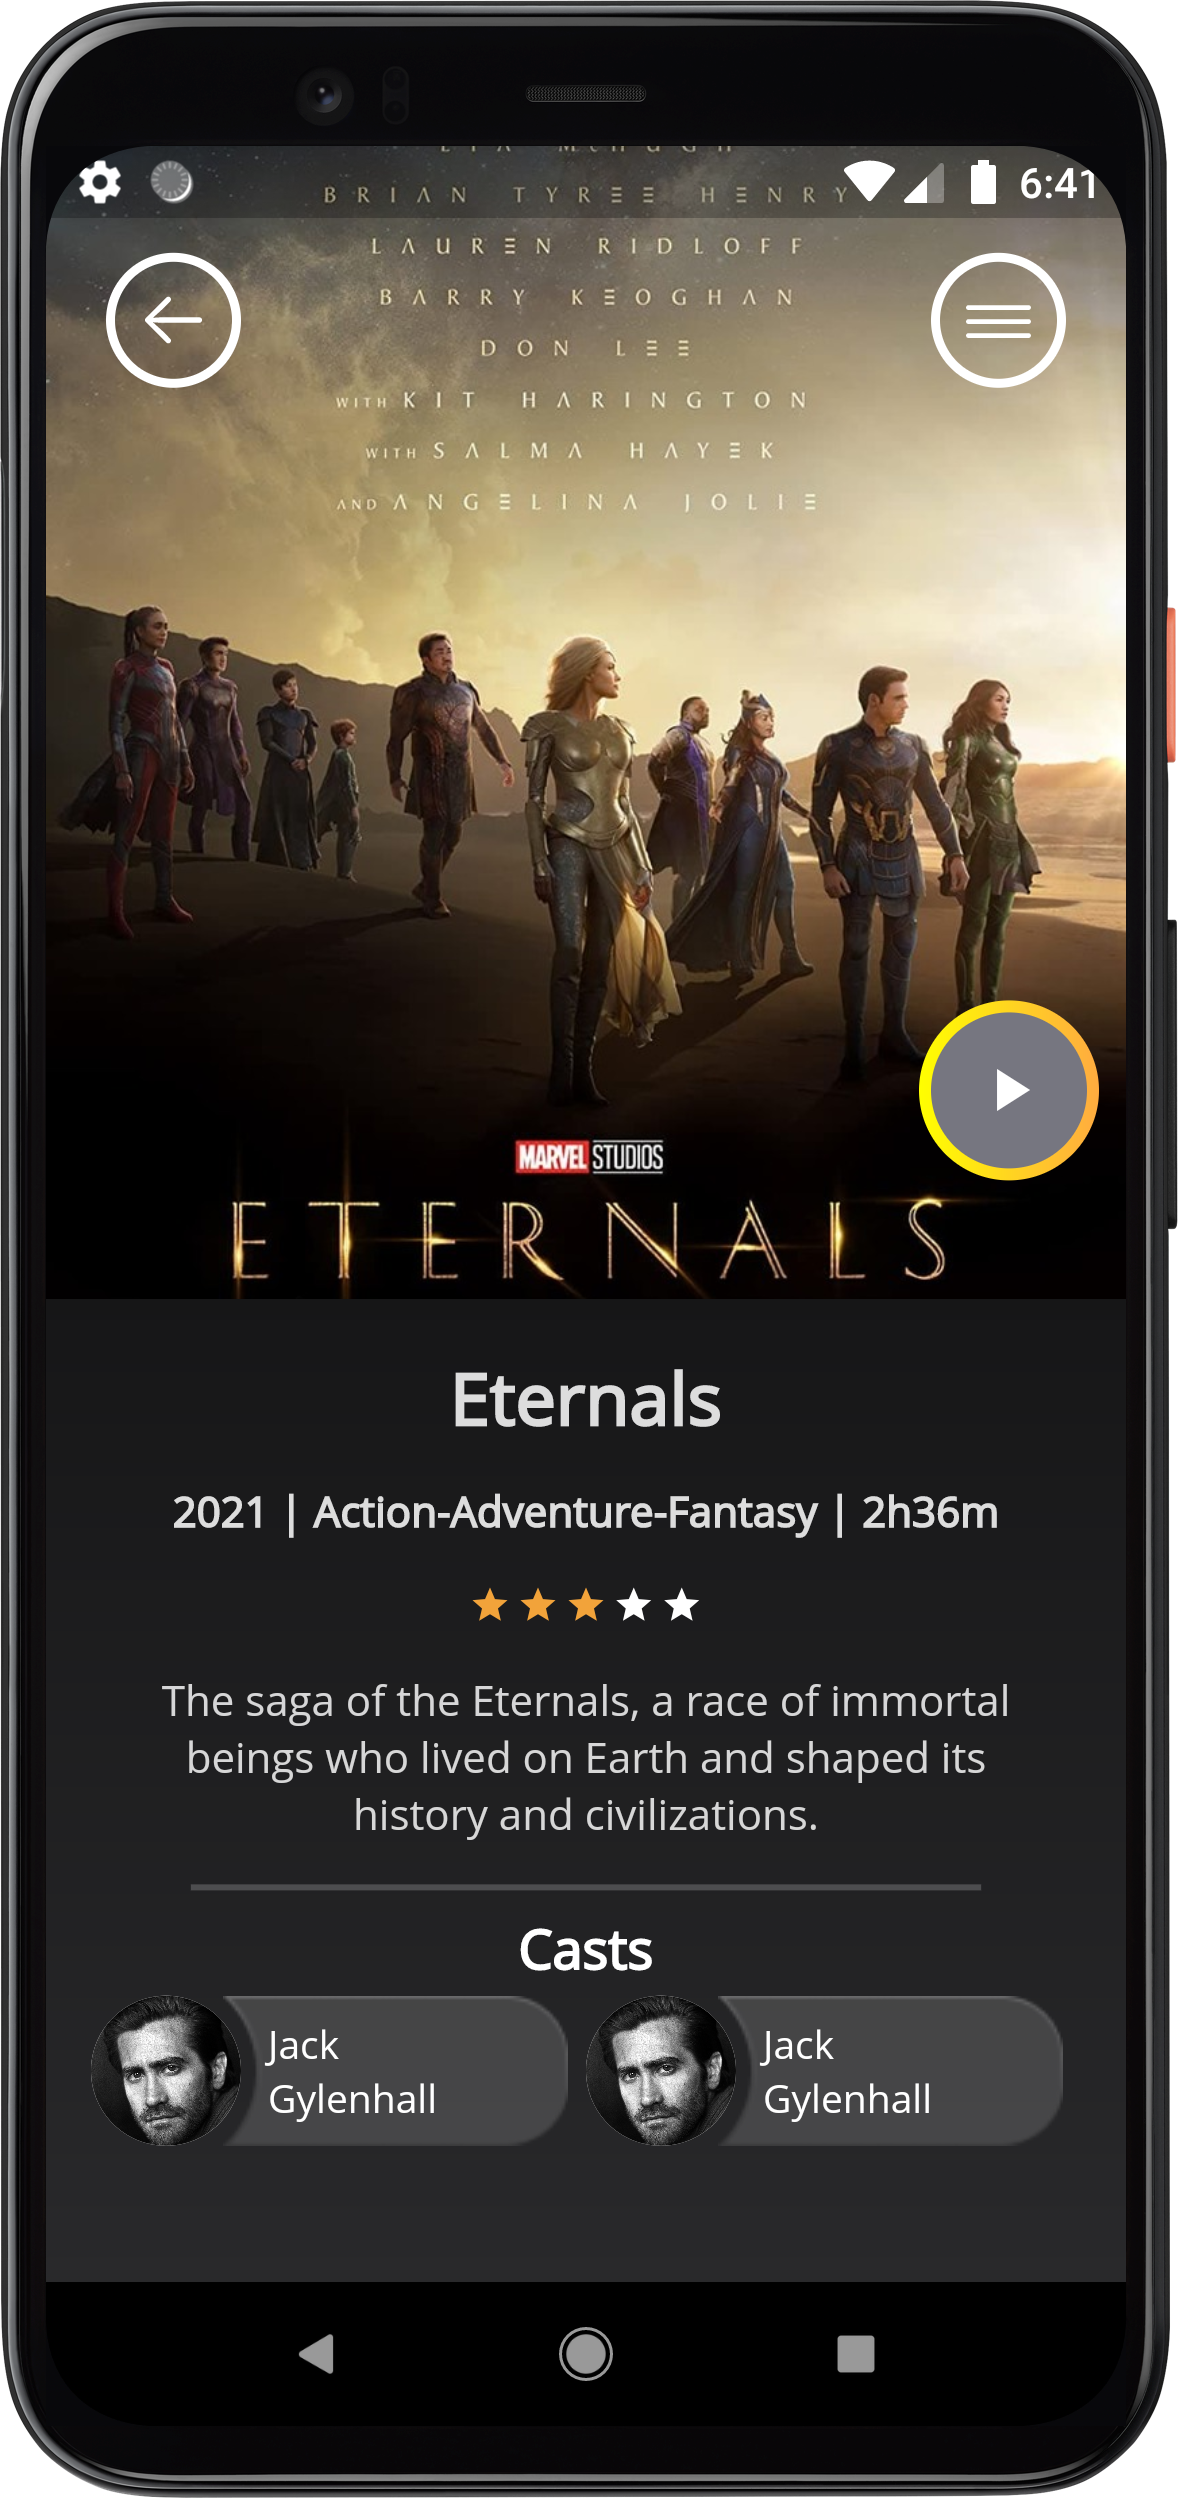 6:41
BRIAN TYREE HENRY
LAUREN RIDLOFF
BARRY KEOGHAN
DON LEE
WITH KIT HARINGTON
WITH SALMA HAYEK
AND ANGELINA JOLIE
MARVEL STUDIOS
ETERNALS
Eternals
2021 | Action-Adventure-Fantasy | 2h36m
The saga of the Eternals, a race of immortal
beings who lived on Earth and shaped its
history and civilizations.
Casts
Jack
Gylenhall
Jack
Gylenhall